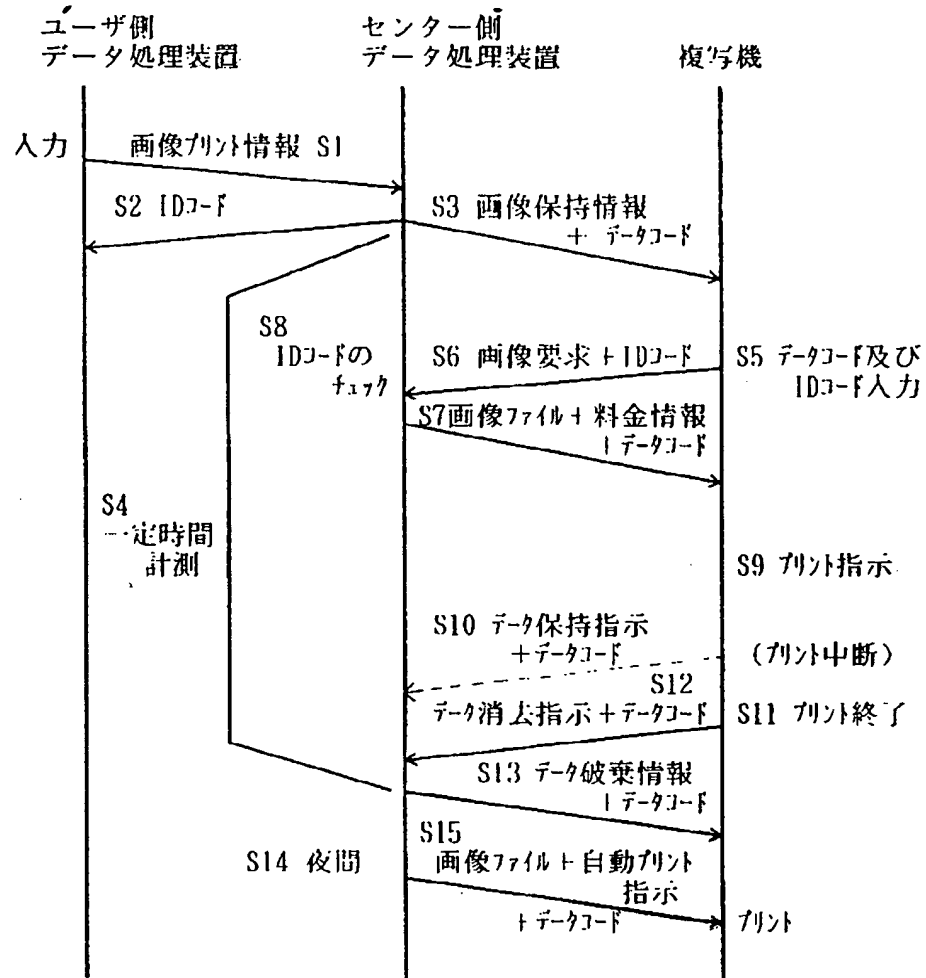 ユーザ側
データ処理装置
センター側
データ処理装置
複写機
入力
画像プリント情報 S1
S2 IDコード
S3 画像保持情報
+ データコード
S8
IDコードの
チェック
S6 画像要求+IDコード
S5 データコード及び
IDコード入力
S7画像ファイル+料金情報
+データコード
S4
一定時間
計測
S9 プリント指示
S10 データ保持指示
+データコード
(プリント中断)
S12
データ消去指示+データコード
S11 プリント終了
S13 データ破棄情報
+データコード
S14 夜間
S15
画像ファイル+自動プリント
指示
+データコード
プリント